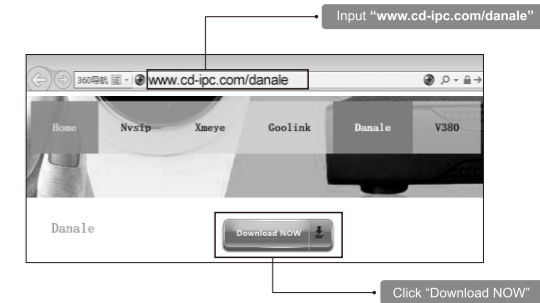 Input “www.cd-ipc.com/danale”
360导航
www.cd-ipc.com/danale
Home Nvsip Xmeye Goolink Danale V380
Danale
Download NOW
Click “Download NOW”